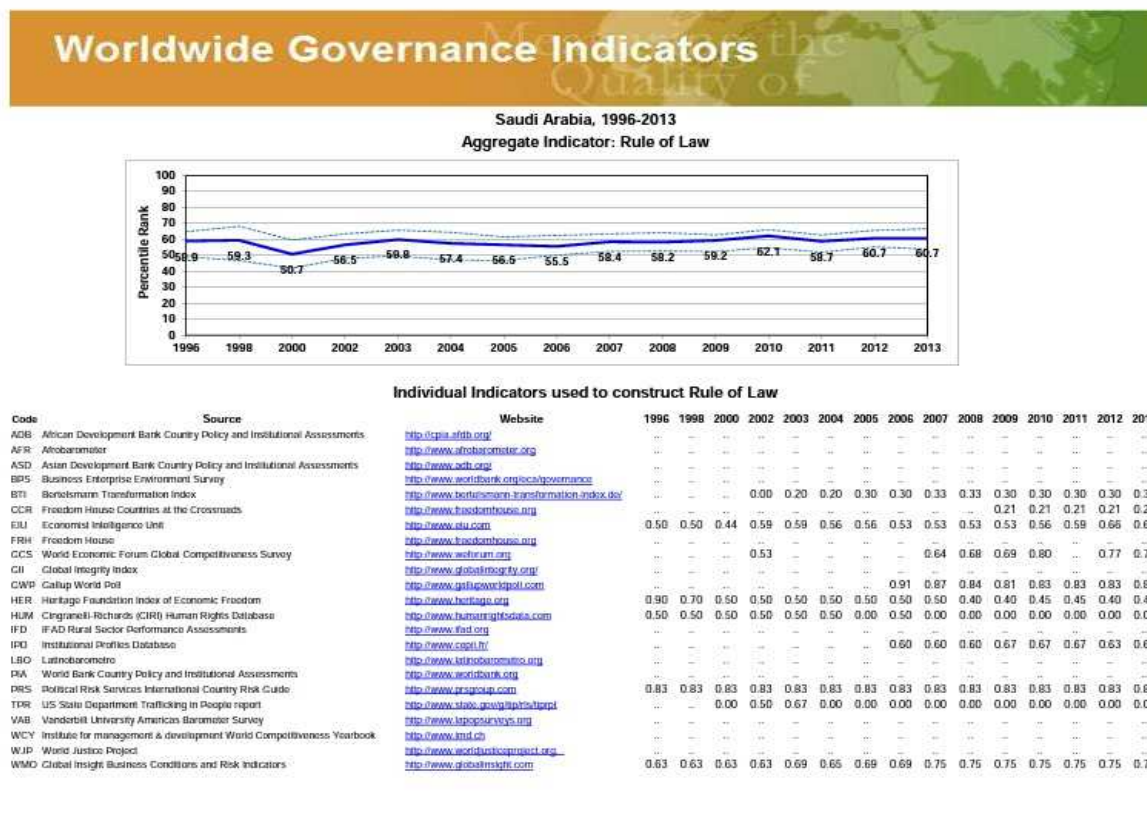 Worldwide Governance Indicators
Measuring the
Quality of
Saudi Arabia, 1996-2013
Aggregate Indicator: Rule of Law
Percentile Rank
100
90
80
70
60
50
40
30
20
10
0
58.9 59.3 50.7 56.5 59.8 57.4 56.5 55.5 58.4 58.2 59.2 62.1 58.7 60.7 60.7
1996 1998 2000 2002 2003 2004 2005 2006 2007 2008 2009 2010 2011 2012 2013
Individual Indicators used to construct Rule of Law
Code Source Website 1996 1998 2000 2002 2003 2004 2005 2006 2007 2008 2009 2010 2011 2012
ADB African Development Bank Country Policy and Institutional Assessments http://cpia.afdb.org/ .. .. .. .. .. .. .. .. .. .. .. .. .. ..
AFR Afrobarometer http://www.afrobarometer.org .. .. .. .. .. .. .. .. .. .. .. .. .. ..
ASD Asian Development Bank Country Policy and Institutional Assessments http://www.adb.org/ .. .. .. .. .. .. .. .. .. .. .. .. .. ..
BPS Business Enterprise Environment Survey http://www.worldbank.org/eca/governance .. .. .. .. .. .. .. .. .. .. .. .. .. ..
BTI Bertelsmann Transformation Index http://www.bertelsmann-transformation-index.de/ .. .. .. 0.00 0.20 0.20 0.30 0.30 0.33 0.33 0.30 0.30 0.30 0.30
CCR Freedom House Countries at the Crossroads http://www.freedomhouse.org .. .. .. .. .. .. .. .. .. .. 0.21 0.21 0.21 0.21
EIU Economist Intelligence Unit http://www.eiu.com 0.50 0.50 0.44 0.59 0.59 0.56 0.56 0.53 0.53 0.53 0.53 0.56 0.59 0.66
FRH Freedom House http://www.freedomhouse.org .. .. .. .. .. .. .. .. .. .. .. .. .. ..
GCS World Economic Forum Global Competitiveness Survey http://www.weforum.org .. .. .. 0.53 .. .. .. .. 0.64 0.68 0.69 0.80 .. 0.77
GII Global Integrity Index http://www.globalintegrity.org/ .. .. .. .. .. .. .. .. .. .. .. .. .. ..
GWP Gallup World Poll http://www.gallupworldpoll.com .. .. .. .. .. .. .. 0.91 0.87 0.84 0.81 0.83 0.83 0.83
HER Heritage Foundation Index of Economic Freedom http://www.heritage.org 0.90 0.70 0.50 0.50 0.50 0.50 0.50 0.50 0.50 0.40 0.40 0.45 0.45 0.40
HUM Cingranelli-Richards (CIRI) Human Rights Database http://www.humanrightsdata.com 0.50 0.50 0.50 0.50 0.50 0.50 0.00 0.50 0.00 0.00 0.00 0.00 0.00 0.00
IFD IFAD Rural Sector Performance Assessments http://www.ifad.org .. .. .. .. .. .. .. .. .. .. .. .. .. ..
IPD Institutional Profiles Database http://www.cepii.fr/ .. .. .. .. .. .. .. 0.60 0.60 0.60 0.67 0.67 0.67 0.63
LBO Latinobarometro http://www.latinobarometro.org .. .. .. .. .. .. .. .. .. .. .. .. .. ..
PIA World Bank Country Policy and Institutional Assessments http://www.worldbank.org .. .. .. .. .. .. .. .. .. .. .. .. .. ..
PRS Political Risk Services International Country Risk Guide http://www.prsgroup.com 0.83 0.83 0.83 0.83 0.83 0.83 0.83 0.83 0.83 0.83 0.83 0.83 0.83 0.83
TPR US State Department Trafficking in People report http://www.state.gov/g/tip/rls/tiprpt .. .. 0.00 0.50 0.67 0.00 0.00 0.00 0.00 0.00 0.00 0.00 0.00 0.00
VAB Vanderbilt University Americas Barometer Survey http://www.lapopsurveys.org .. .. .. .. .. .. .. .. .. .. .. .. .. ..
WCY Institute for management & development World Competitiveness Yearbook http://www.imd.ch .. .. .. .. .. .. .. .. .. .. .. .. .. ..
WJP World Justice Project http://www.worldjusticeproject.org .. .. .. .. .. .. .. .. .. .. .. .. .. ..
WMO Global Insight Business Conditions and Risk Indicators http://www.globalinsight.com 0.63 0.63 0.63 0.63 0.69 0.65 0.69 0.69 0.75 0.75 0.75 0.75 0.75 0.75